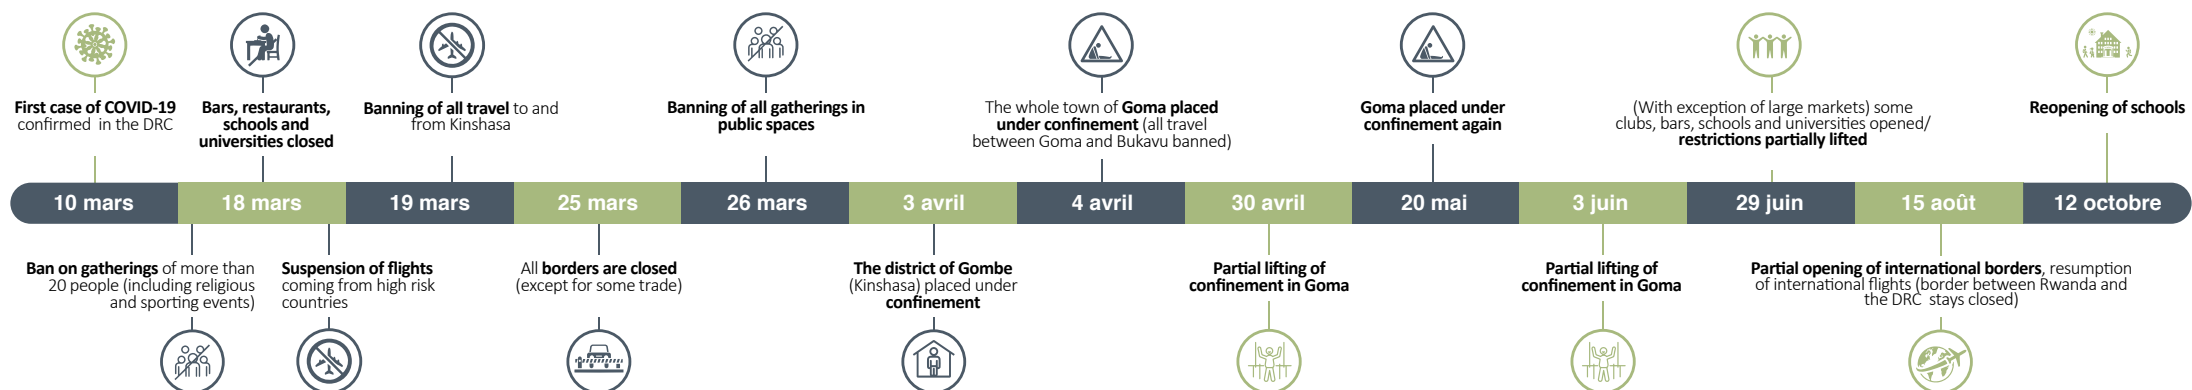 First case of COVID-19
confirmed in the DRC
Bars, restaurants,
schools and
universities closed
Banning of all travel to and
from Kinshasa
Banning of all gatherings in
public spaces
The whole town of Goma placed
under confinement (all travel
between Goma and Bukavu banned)
Goma placed under
confinement again
(With exception of large markets) some
clubs, bars, schools and universities opened/
restrictions partially lifted
Reopening of schools
10 mars
18 mars
19 mars
25 mars
26 mars
3 avril
4 avril
30 avril
20 mai
3 juin
29 juin
15 août
12 octobre
Ban on gatherings of more than
20 people (including religious
and sporting events)
Suspension of flights
coming from high risk
countries
All borders are closed
(except for some trade)
The district of Gombe
(Kinshasa) placed under
confinement
Partial lifting of
confinement in Goma
Partial lifting of
confinement in Goma
Partial opening of international borders, resumption
of international flights (border between Rwanda and
the DRC stays closed)